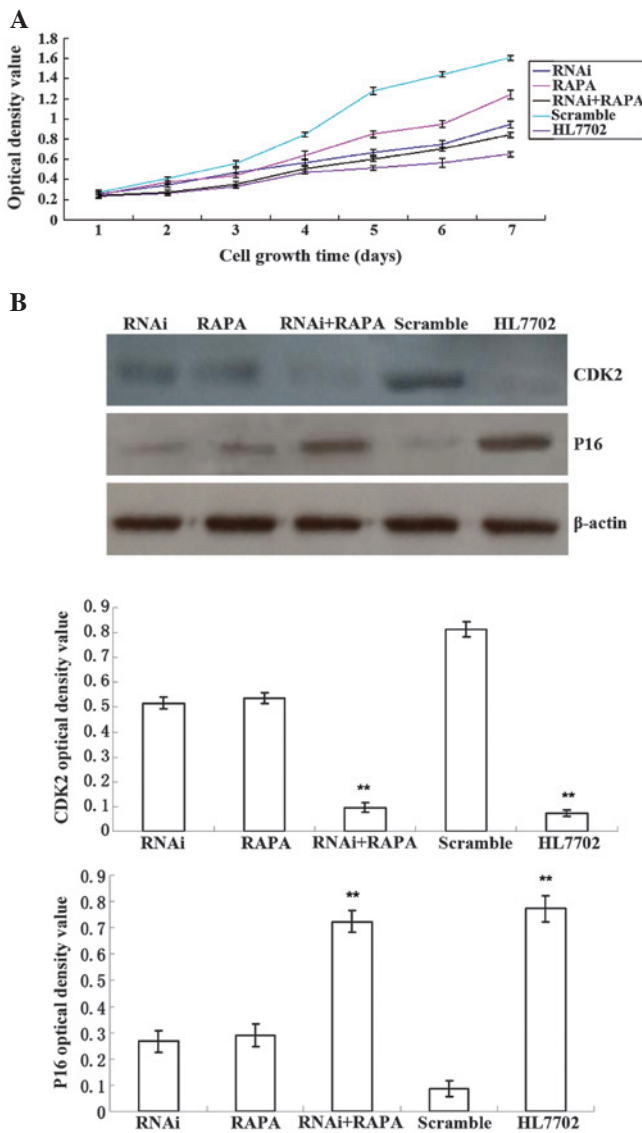 A
1.8
1.6
1.4
1.2
1
0.8
0.6
0.4
0.2
0
Optical density value
1 2 3 4 5 6 7
Cell growth time (days)
RNAi
RAPA
RNAi+RAPA
Scramble
HL7702
B
RNAi RAPA RNAi+RAPA Scramble HL7702
CDK2
P16
β-actin
0.9
0.8
0.7
0.6
0.5
0.4
0.3
0.2
0.1
0
CDK2 optical density value
** **
RNAi RAPA RNAi+RAPA Scramble HL7702
0.9
0.8
0.7
0.6
0.5
0.4
0.3
0.2
0.1
0
P16 optical density value
** **
RNAi RAPA RNAi+RAPA Scramble HL7702